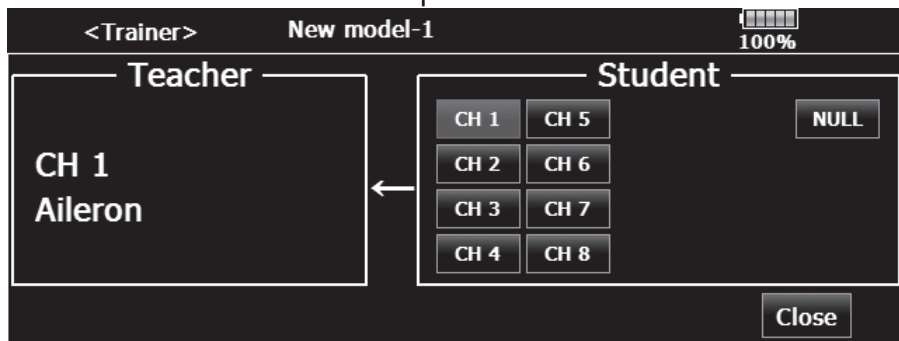 <Trainer> New model-1 100%
Teacher Student
CH 1 CH 5 NULL
CH 1 CH 2 CH 6
Aileron CH 3 CH 7
CH 4 CH 8
Close